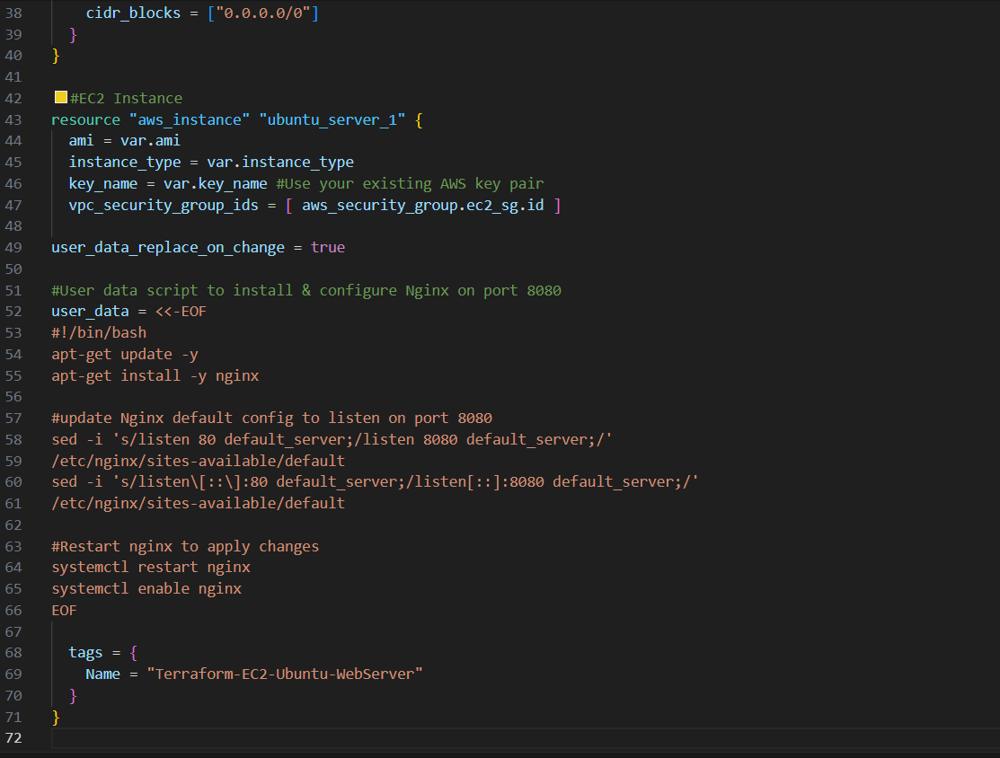 38 cidr_blocks = ["0.0.0.0/0"]
39 }
40 }
41
42 #EC2 Instance
43 resource "aws_instance" "ubuntu_server_1" {
44 ami = var.ami
45 instance_type = var.instance_type
46 key_name = var.key_name #Use your existing AWS key pair
47 vpc_security_group_ids = [ aws_security_group.ec2_sg.id ]
48
49 user_data_replace_on_change = true
50
51 #User data script to install & configure Nginx on port 8080
52 user_data = <<-EOF
53 #!/bin/bash
54 apt-get update -y
55 apt-get install -y nginx
56
57 #update Nginx default config to listen on port 8080
58 sed -i 's/listen 80 default_server;/listen 8080 default_server;/'
59 /etc/nginx/sites-available/default
60 sed -i 's/listen\[::\]:80 default_server;/listen[::]:8080 default_server;/'
61 /etc/nginx/sites-available/default
62
63 #Restart nginx to apply changes
64 systemctl restart nginx
65 systemctl enable nginx
66 EOF
67
68 tags = {
69 Name = "Terraform-EC2-Ubuntu-WebServer"
70 }
71 }
72